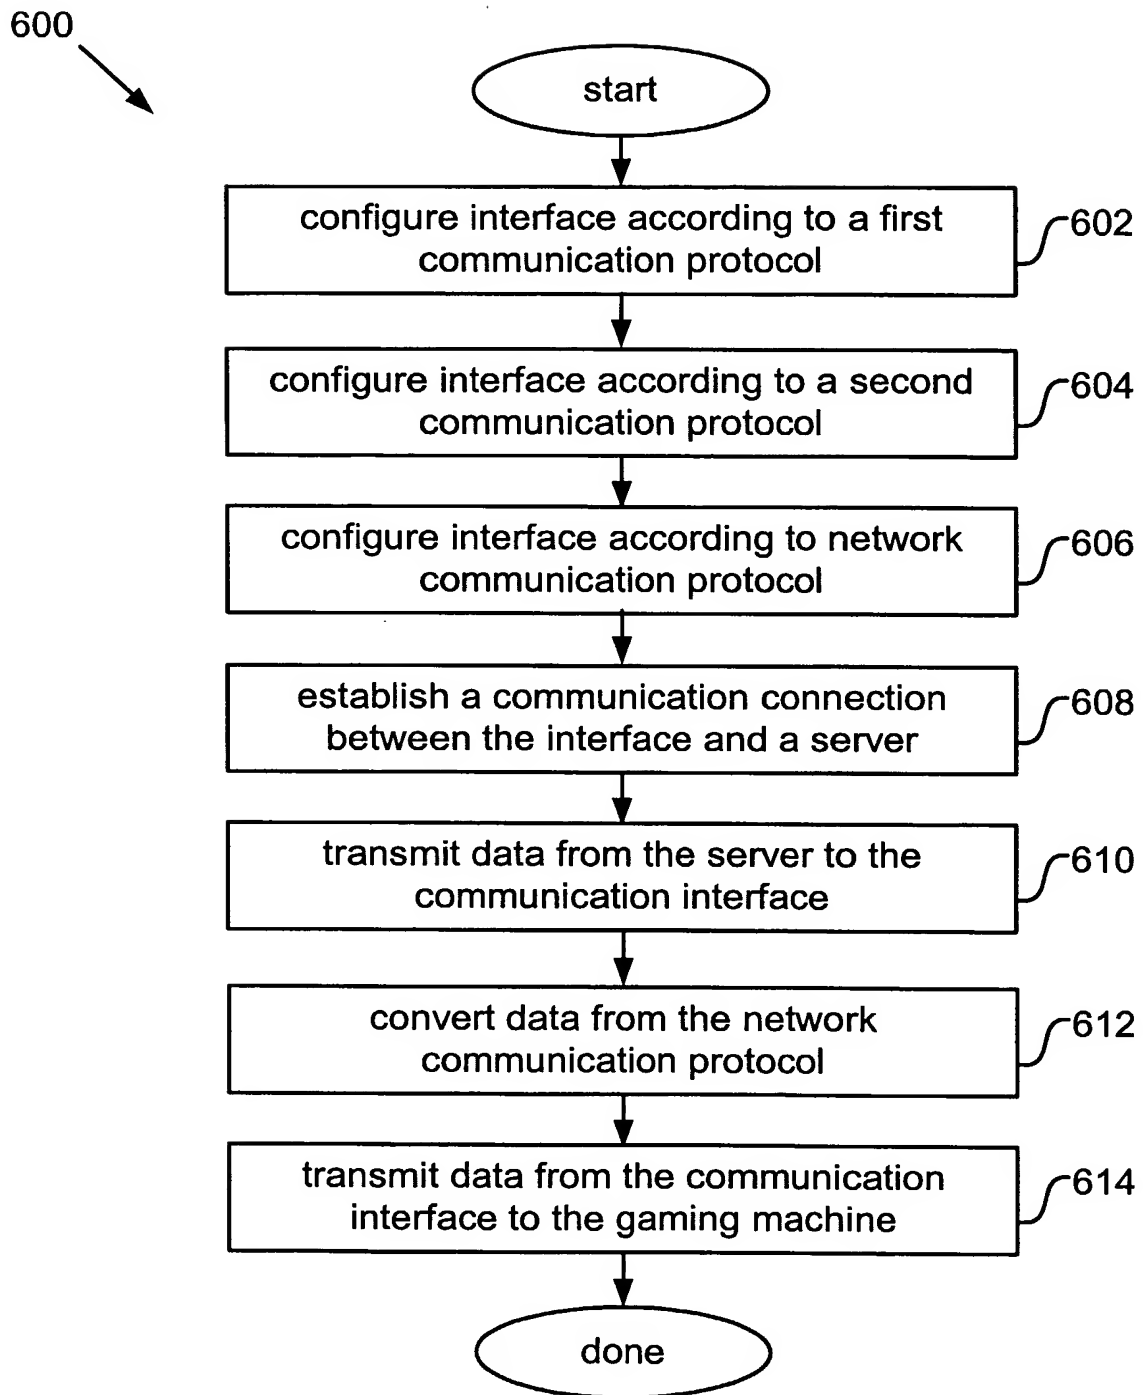 600
start
configure interface according to a first
communication protocol
602
configure interface according to a second
communication protocol
604
configure interface according to network
communication protocol
606
establish a communication connection
between the interface and a server
608
transmit data from the server to the
communication interface
610
convert data from the network
communication protocol
612
transmit data from the communication
interface to the gaming machine
614
done